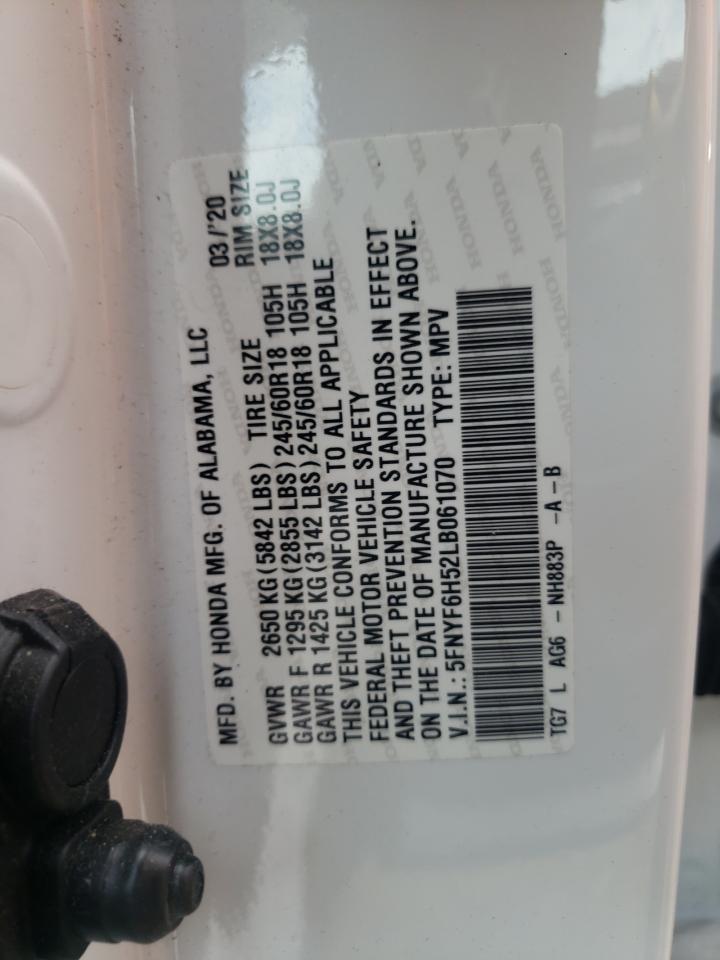 MFD. BY HONDA MFG. OF ALABAMA, LLC 03/'20
GVWR 2650 KG(5842 LBS) TIRE SIZE RIM SIZE
GAWR F 1295 KG(2855 LBS)245/60R18 105H 18X8.0J
GAWR R 1425 KG(3142 LBS)245/60R18 105H 18X8.0J
THIS VEHICLE CONFORMS TO ALL APPLICABLE
FEDERAL MOTOR VEHICLE SAFETY
AND THEFT PREVENTION STANDARDS IN EFFECT
ON THE DATE OF MANUFACTURE SHOWN ABOVE.
V.I.N.: 5FNYF6H52LB061070 TYPE: MPV
TG7 L AG6 - NH883P -A-B